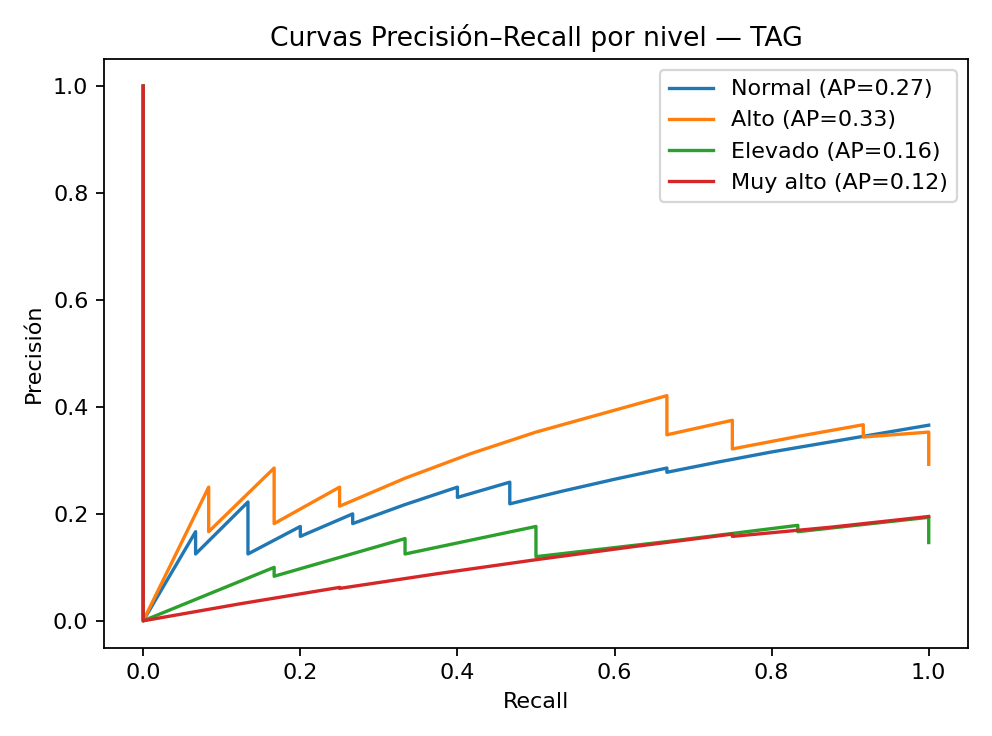 Curvas Precisión–Recall por nivel — TAG
Normal (AP=0.27)
Alto (AP=0.33)
Elevado (AP=0.16)
Muy alto (AP=0.12)
Precisión
1.0
0.8
0.6
0.4
0.2
0.0
0.0 0.2 0.4 0.6 0.8 1.0
Recall